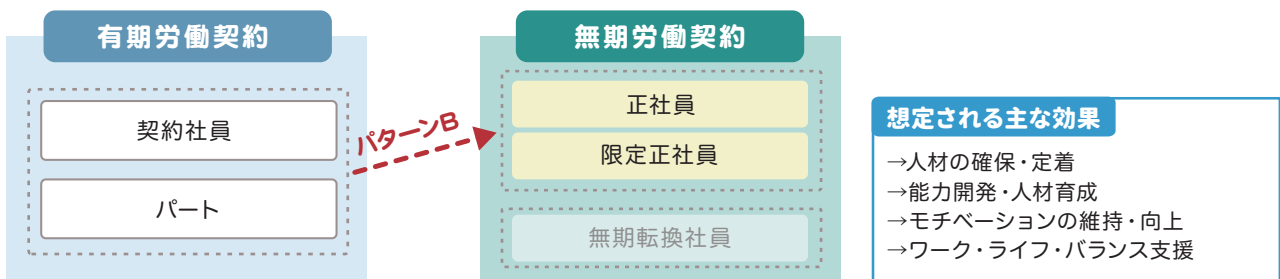 有期労働契約
契約社員
パート
パターンB
無期労働契約
正社員
限定正社員
無期転換社員
想定される主な効果
→人材の確保・定着
→能力開発・人材育成
→モチベーションの維持・向上
→ワーク・ライフ・バランス支援